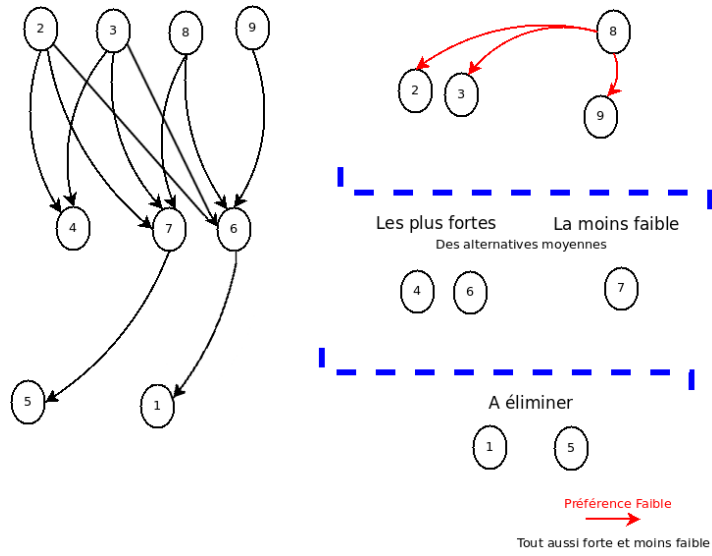 2 3 8 9
4 7 6
5 1
8
2 3
9
Les plus fortes La moins faible
Des alternatives moyennes
4 6 7
A éliminer
1 5
Préférence Faible
Tout aussi forte et moins faible